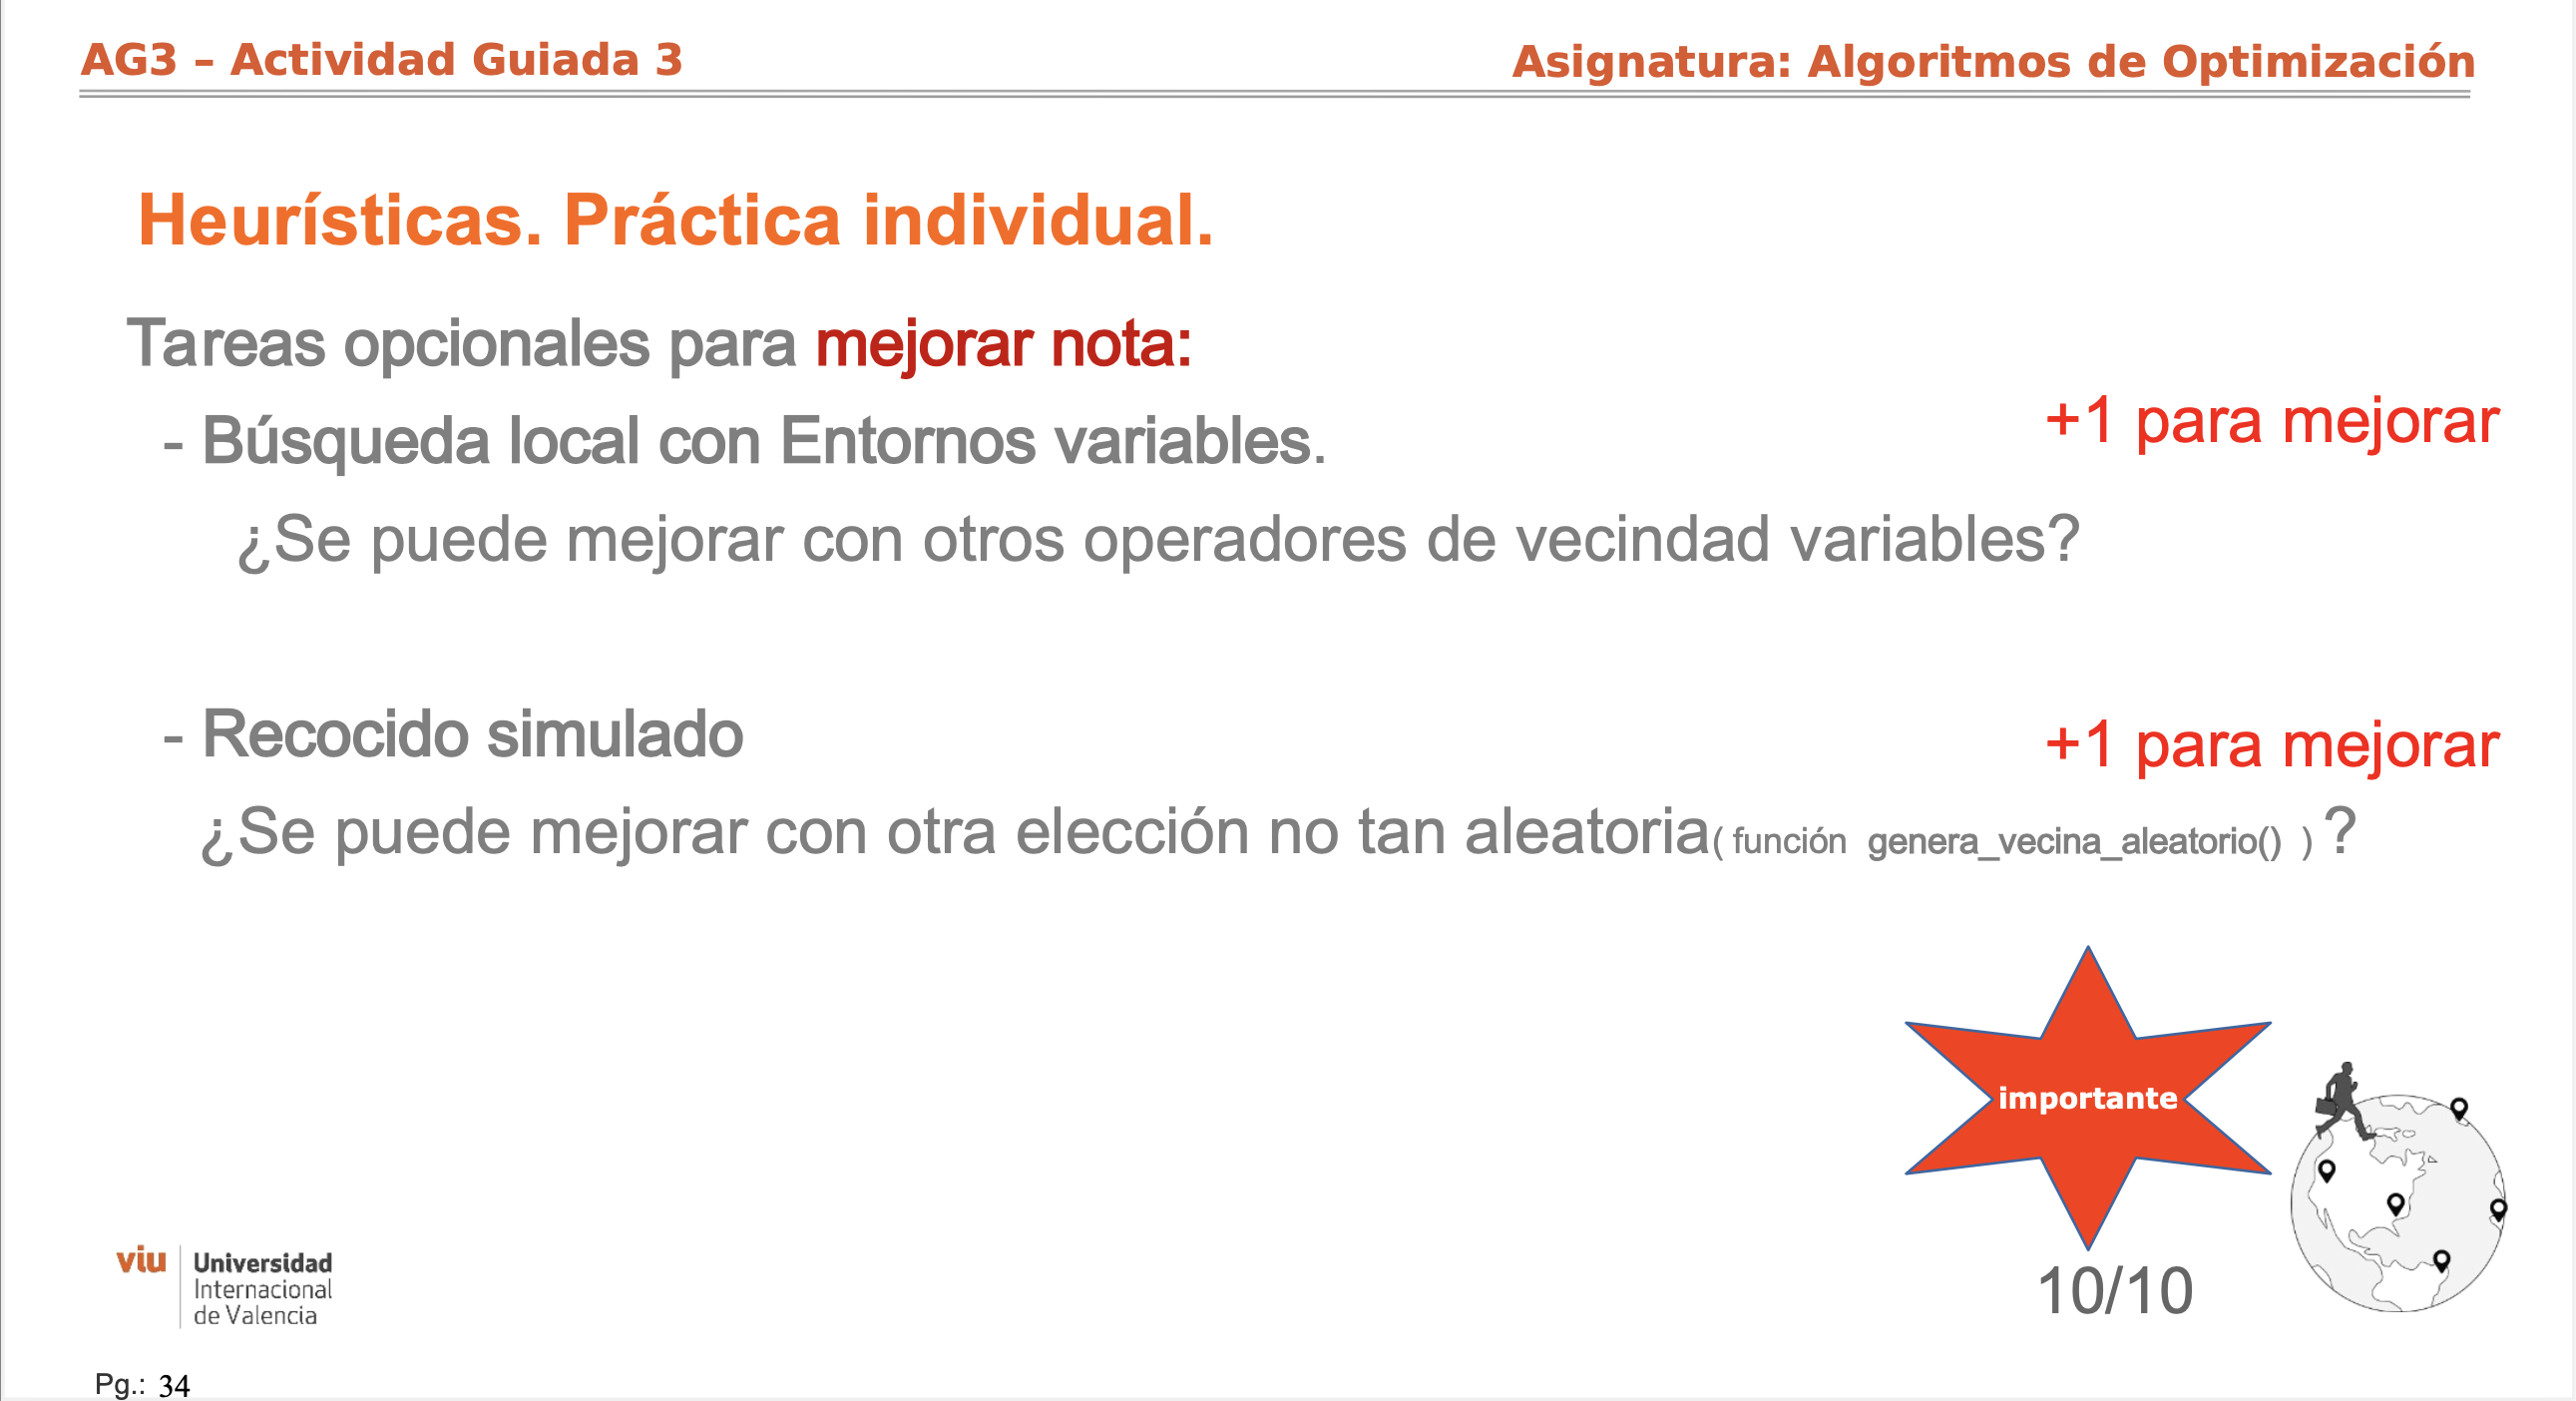 AG3 – Actividad Guiada 3
Asignatura: Algoritmos de Optimización
Heurísticas. Práctica individual.
Tareas opcionales para mejorar nota:
- Búsqueda local con Entornos variables.
+1 para mejorar
¿Se puede mejorar con otros operadores de vecindad variables?
- Recocido simulado
+1 para mejorar
¿Se puede mejorar con otra elección no tan aleatoria( función genera_vecina_aleatorio() ) ?
importante
10/10
viu
Universidad
Internacional
de Valencia
Pg.: 34